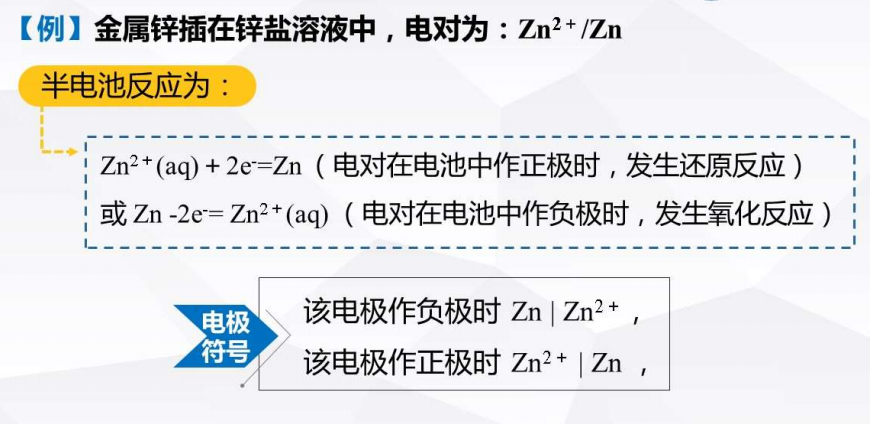 【例】金属锌插在锌盐溶液中，电对为：Zn²⁺/Zn
半电池反应为：
Zn²⁺(aq) + 2e⁻=Zn（电对在电池中作正极时，发生还原反应）
或 Zn -2e⁻= Zn²⁺(aq)（电对在电池中作负极时，发生氧化反应）
电极
符号
该电极作负极时 Zn | Zn²⁺，
该电极作正极时 Zn²⁺ | Zn ，